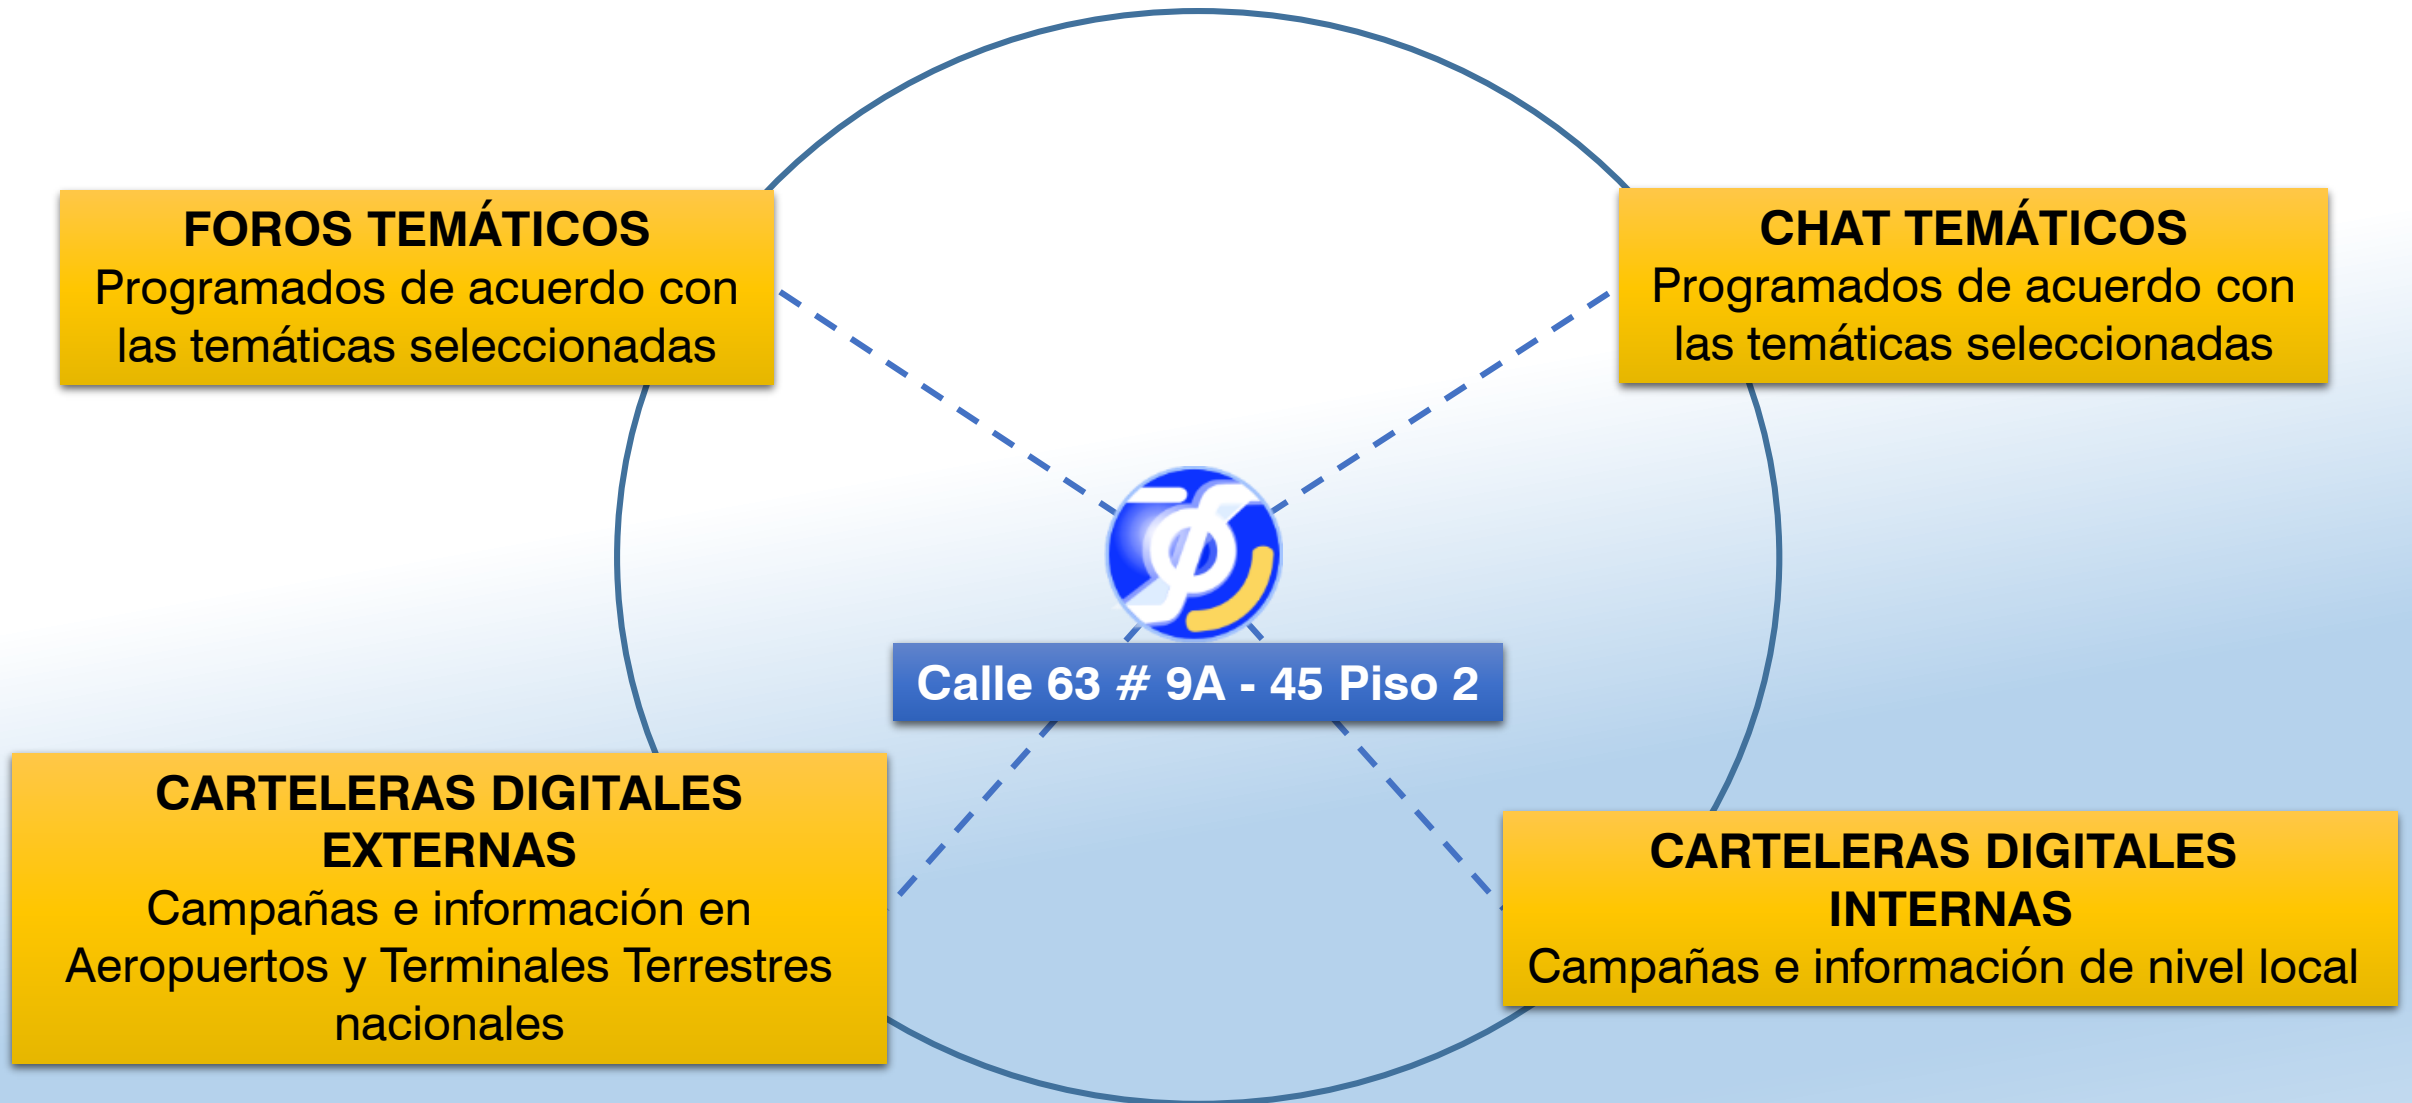 FOROS TEMÁTICOS
Programados de acuerdo con
las temáticas seleccionadas
CHAT TEMÁTICOS
Programados de acuerdo con
las temáticas seleccionadas
Calle 63 # 9A - 45 Piso 2
CARTELERAS DIGITALES
EXTERNAS
Campañas e información en
Aeropuertos y Terminales Terrestres
nacionales
CARTELERAS DIGITALES
INTERNAS
Campañas e información de nivel local